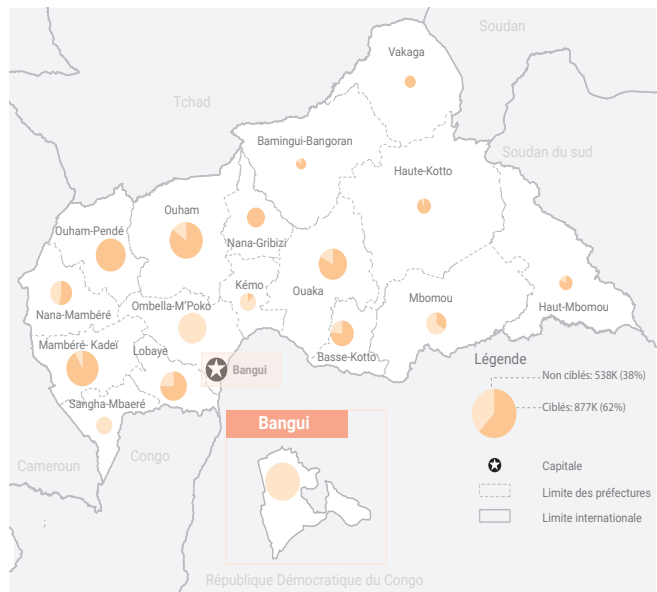 Soudan
Vakaga
Tchad
Bamingui-Bangoran
Soudan du sud
Haute-Kotto
Ouham
Ouham-Pendé
Nana-Gribizi
Kémo
Ouaka
Nana-Mambéré
Ombella-M'Poko
Mbomou
Haut-Mbomou
Mambéré- Kadeï
Lobaye
Basse-Kotto
Bangui
Sangha-Mbaeré
Légende
Non ciblés: 538K (38%)
Ciblés: 877K (62%)
Bangui
Cameroun
Congo
Capitale
Limite des préfectures
Limite internationale
République Démocratique du Congo